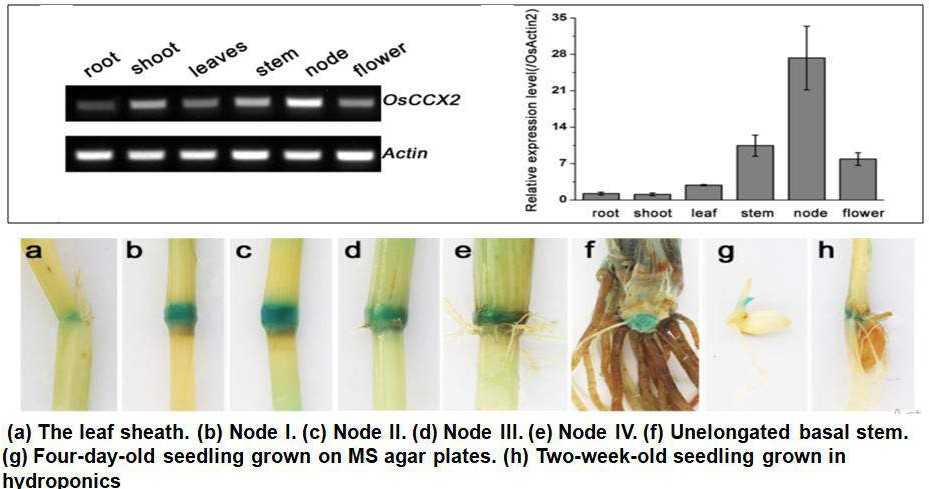 root shoot leaves stem node flower
OsCCX2
Actin
Relative expression level(/OsActin2)
35
28
21
14
7
0
root shoot leaf stem node flower
a b c d e f g h
(a) The leaf sheath. (b) Node I. (c) Node II. (d) Node III. (e) Node IV. (f) Unelongated basal stem.
(g) Four-day-old seedling grown on MS agar plates. (h) Two-week-old seedling grown in
hydroponics